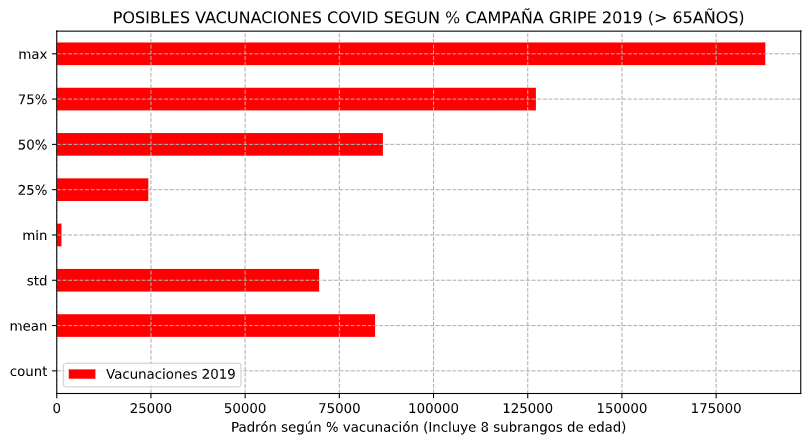 POSIBLES VACUNACIONES COVID SEGUN % CAMPAÑA GRIPE 2019 (> 65AÑOS)
max
75%
50%
25%
min
std
mean
count
Vacunaciones 2019
0 25000 50000 75000 100000 125000 150000 175000
Padrón según % vacunación (Incluye 8 subrangos de edad)